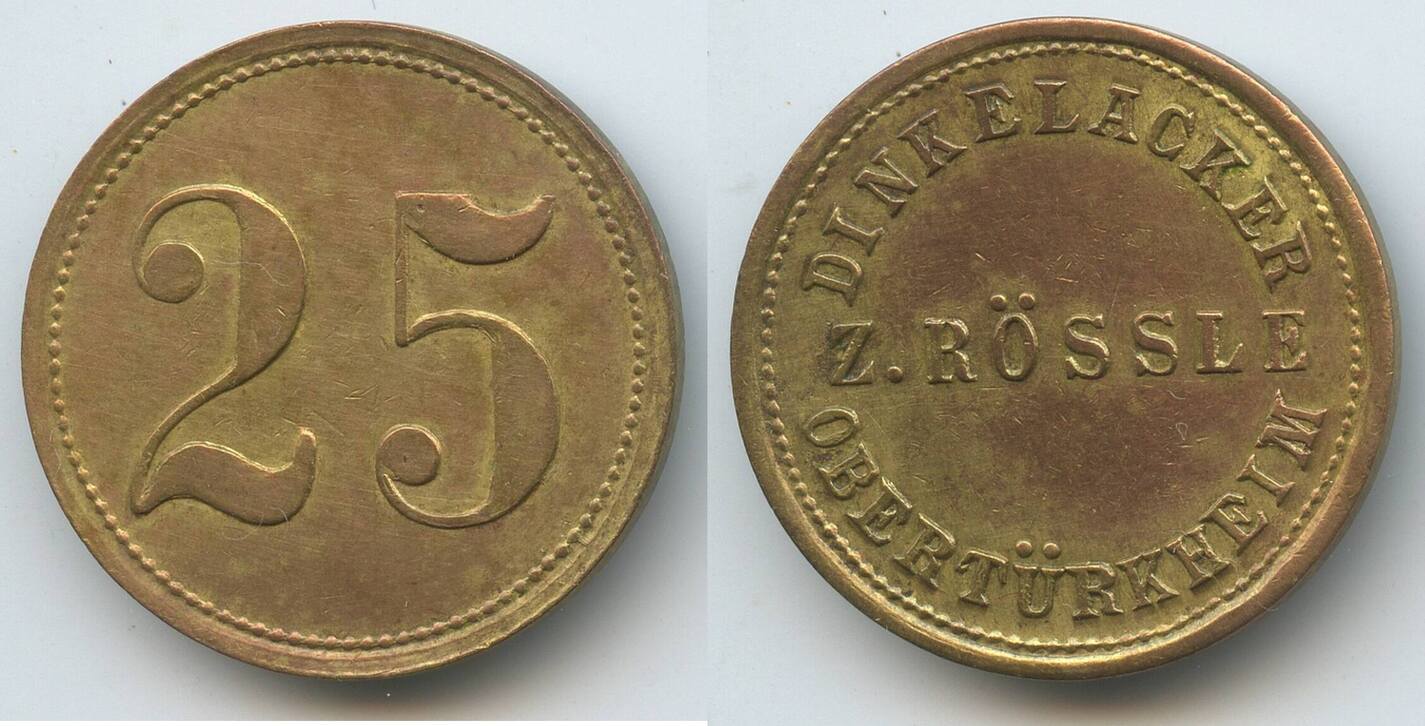 25
DINKELACKER
Z. RÖSSLE
OBERTÜRKHEIM